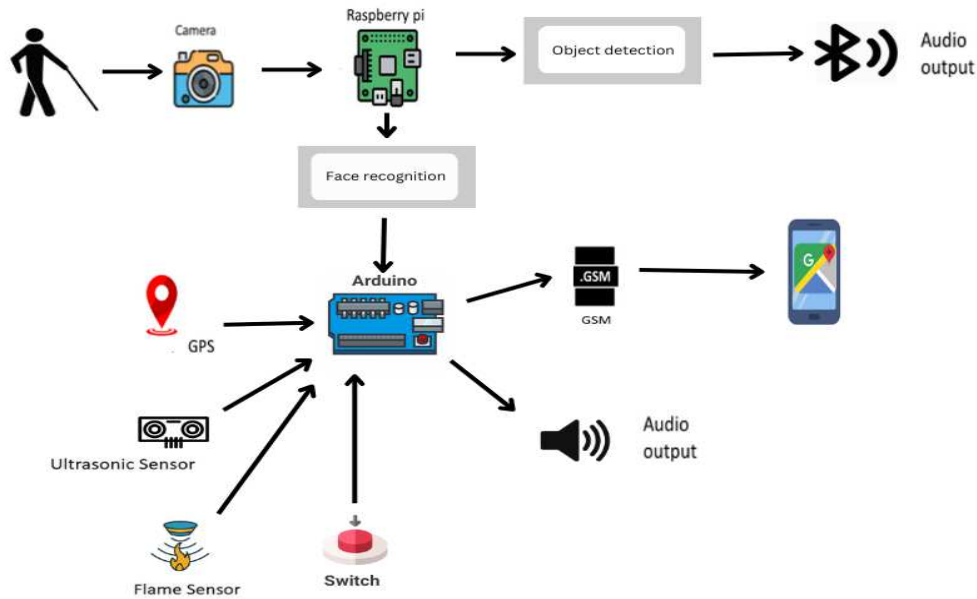 Raspberry pi
Camera
Object detection
Audio
output
Face recognition
Arduino
.GSM
GSM
G
GPS
Audio
output
Ultrasonic Sensor
Flame Sensor
Switch